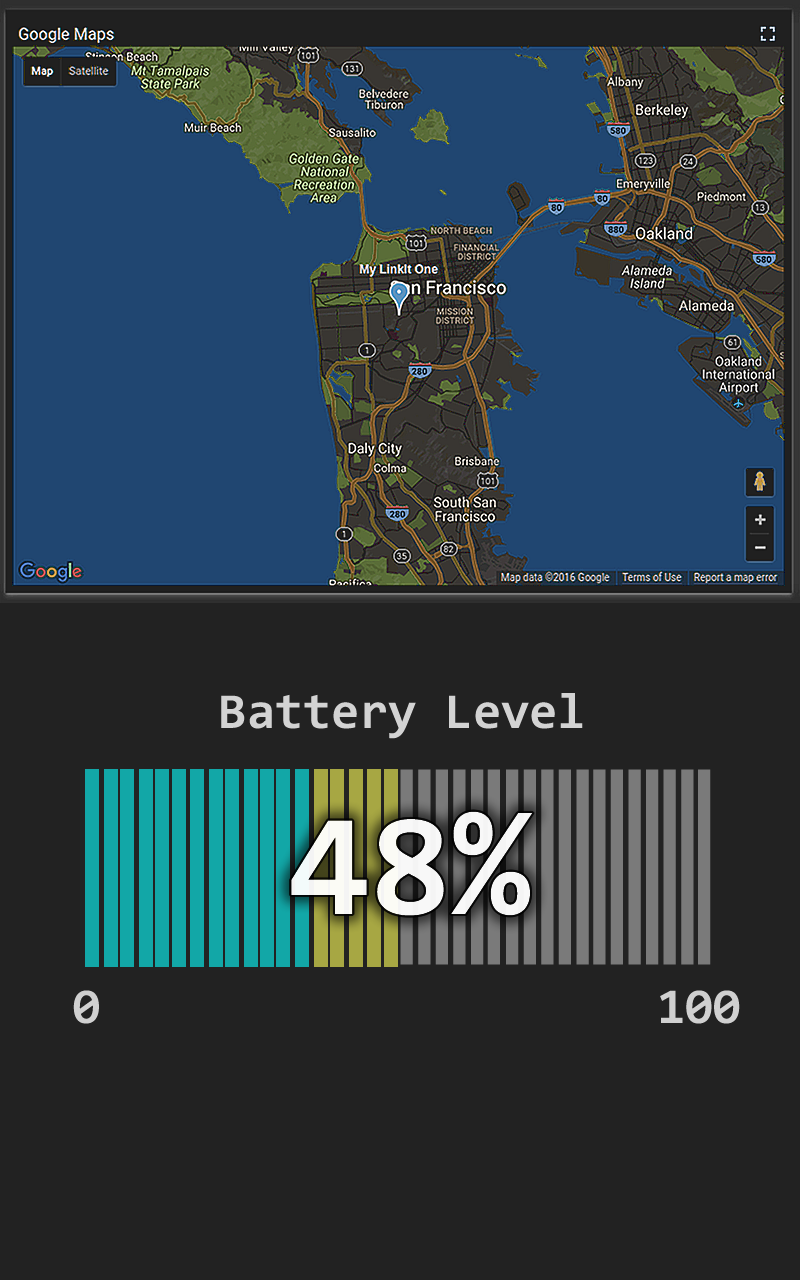 Google Maps
Mill Valley
101
Stinson Beach
Map Satellite
Mt Tamalpais
State Park
131
Belvedere
Tiburon
Albany
Berkeley
Muir Beach
Sausalito
580
Golden Gate
National
Recreation
Area
123
24
Emeryville
80
80
Piedmont
13
NORTH BEACH
101
880
Oakland
FINANCIAL
DISTRICT
580
My LinkIt One
Alameda
Island
n Francisco
Alameda
MISSION
DISTRICT
1
61
280
Oakland
International
Airport
Daly City
Colma
Brisbane
101
South San
Francisco
280
1
35
82
Google
Pacifica
Map data ©2016 Google Terms of Use Report a map error
Battery Level
48%
0 100